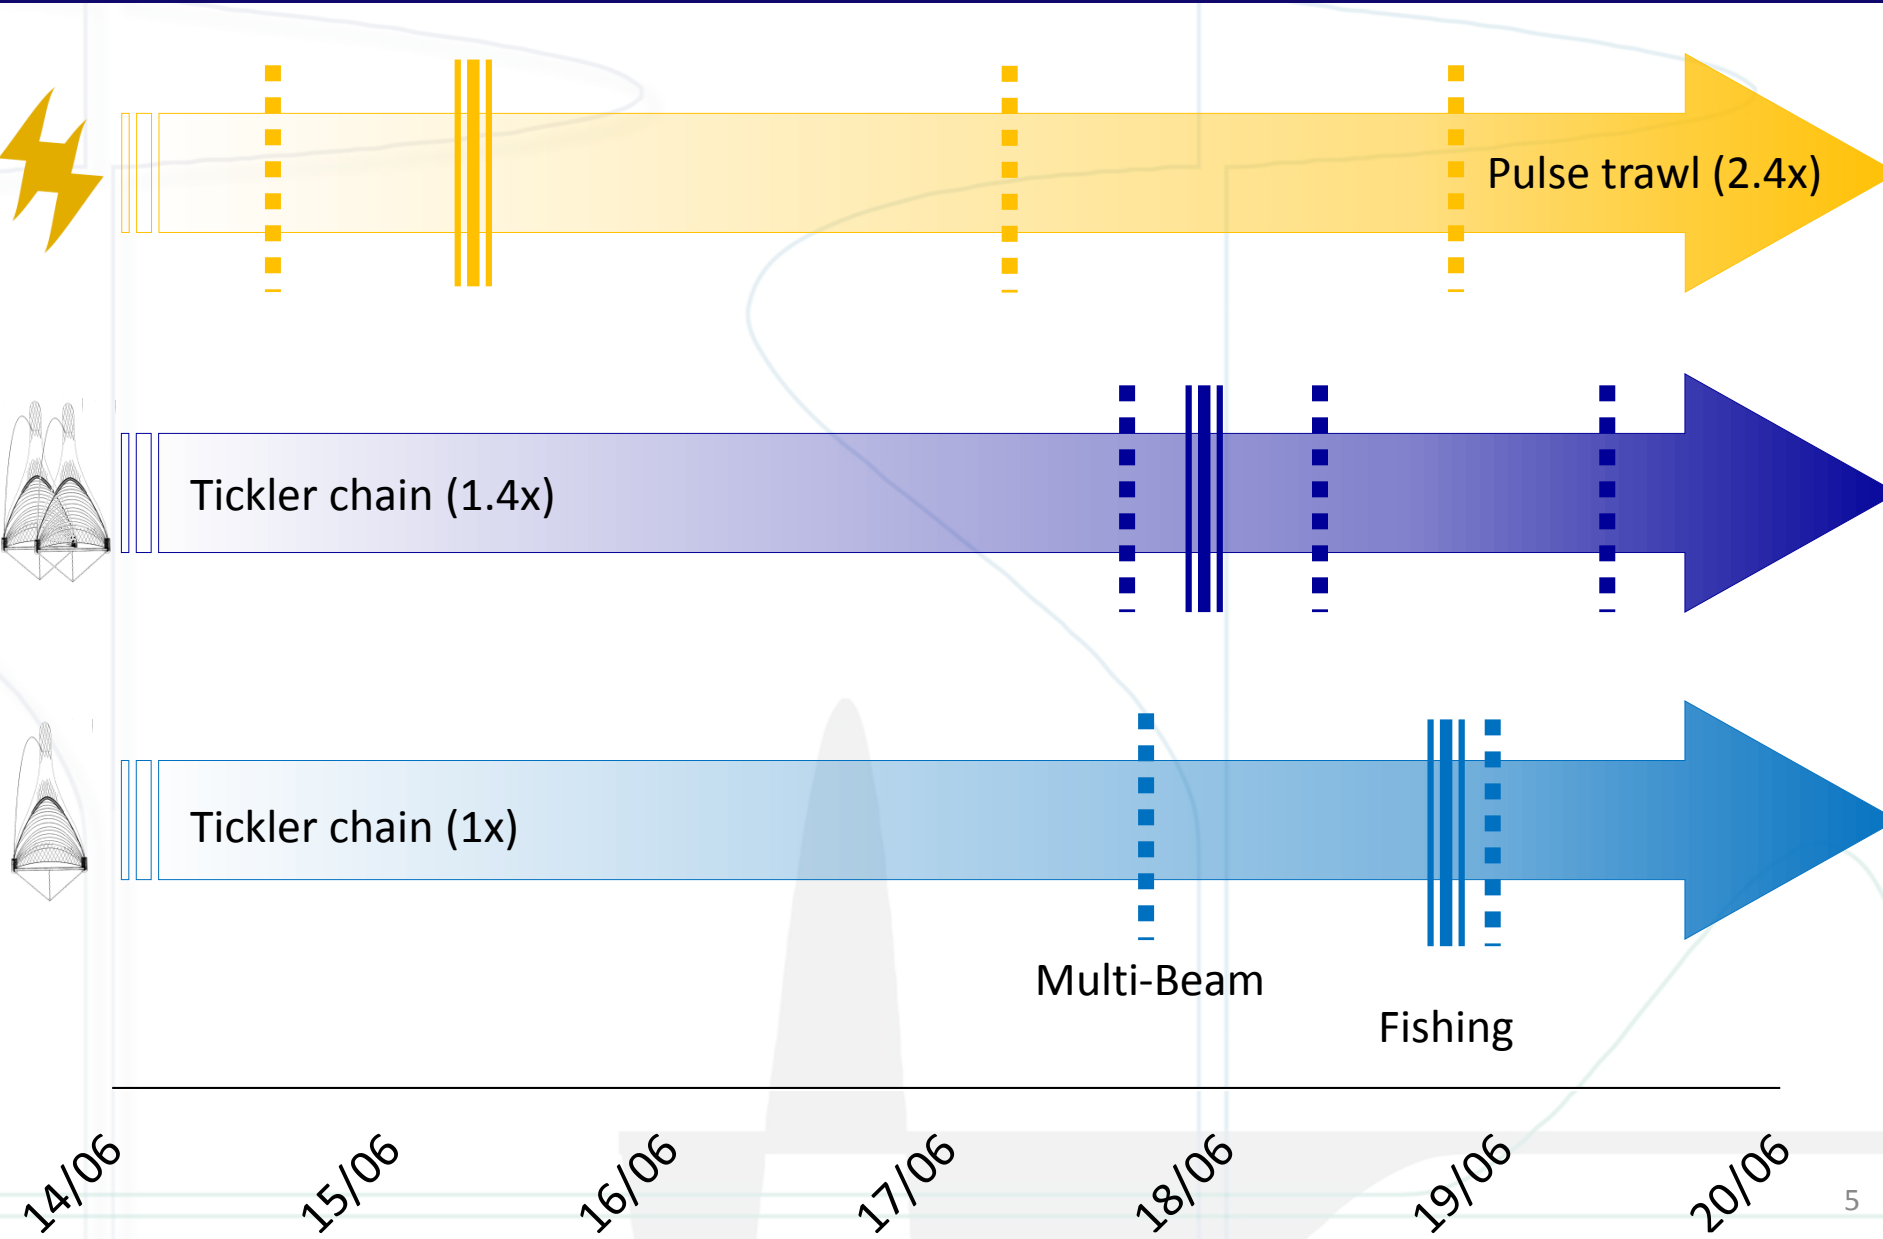 Pulse trawl (2.4x)
Tickler chain (1.4x)
Tickler chain (1x)
Multi-Beam
Fishing
14/06
15/06
16/06
17/06
18/06
19/06
20/06
5